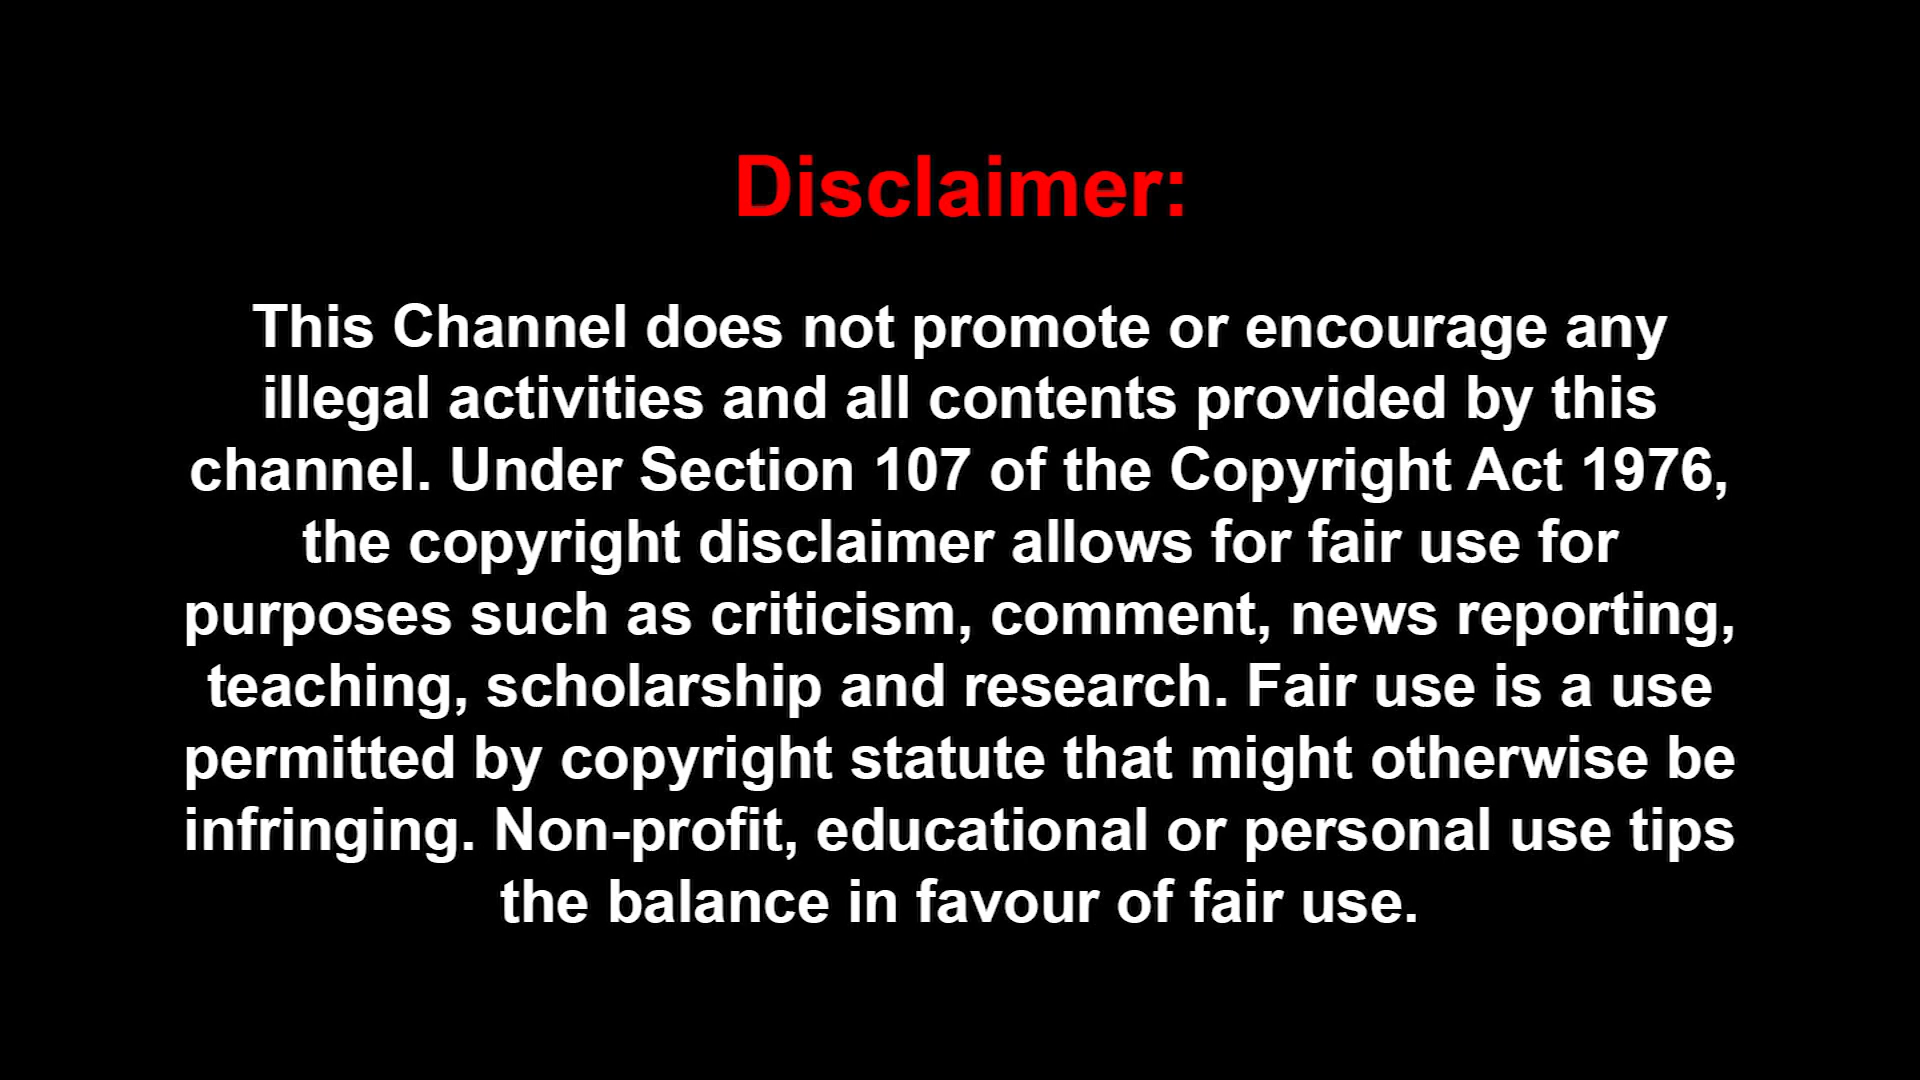 Disclaimer:
This Channel does not promote or encourage any
illegal activities and all contents provided by this
channel. Under Section 107 of the Copyright Act 1976,
the copyright disclaimer allows for fair use for
purposes such as criticism, comment, news reporting,
teaching, scholarship and research. Fair use is a use
permitted by copyright statute that might otherwise be
infringing. Non-profit, educational or personal use tips
the balance in favour of fair use.